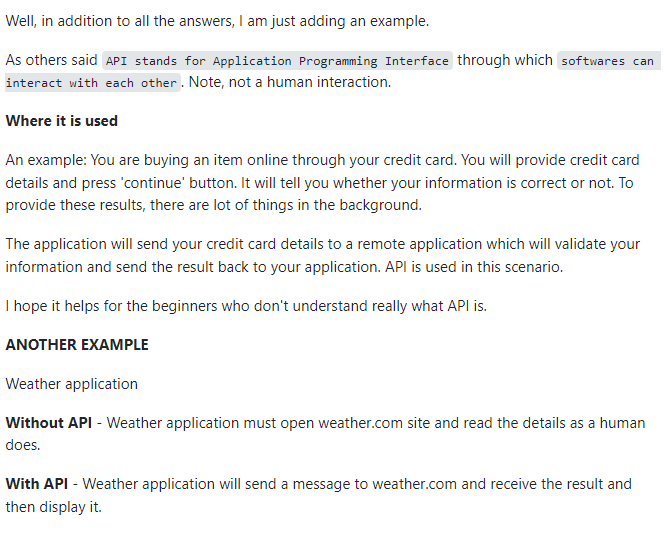 Well, in addition to all the answers, I am just adding an example.
As others said API stands for Application Programming Interface through which softwares can
interact with each other. Note, not a human interaction.
Where it is used
An example: You are buying an item online through your credit card. You will provide credit card
details and press 'continue' button. It will tell you whether your information is correct or not. To
provide these results, there are lot of things in the background.
The application will send your credit card details to a remote application which will validate your
information and send the result back to your application. API is used in this scenario.
I hope it helps for the beginners who don't understand really what API is.
ANOTHER EXAMPLE
Weather application
Without API - Weather application must open weather.com site and read the details as a human
does.
With API - Weather application will send a message to weather.com and receive the result and
then display it.